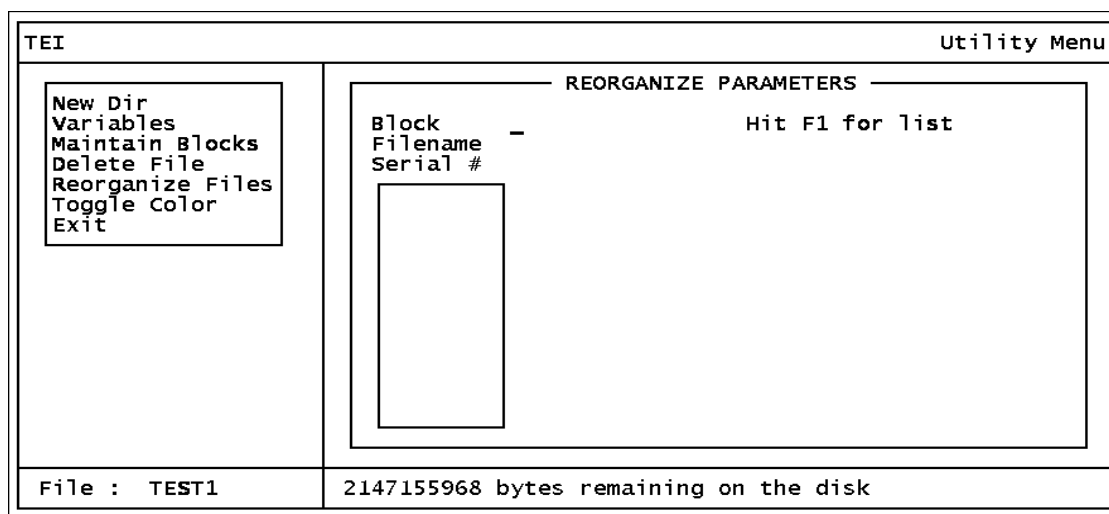 TEI Utility Menu
New Dir
Variables
Maintain Blocks
Delete File
Reorganize Files
Toggle Color
Exit
REORGANIZE PARAMETERS
Block _ Hit F1 for list
Filename
Serial #
File : TEST1
2147155968 bytes remaining on the disk